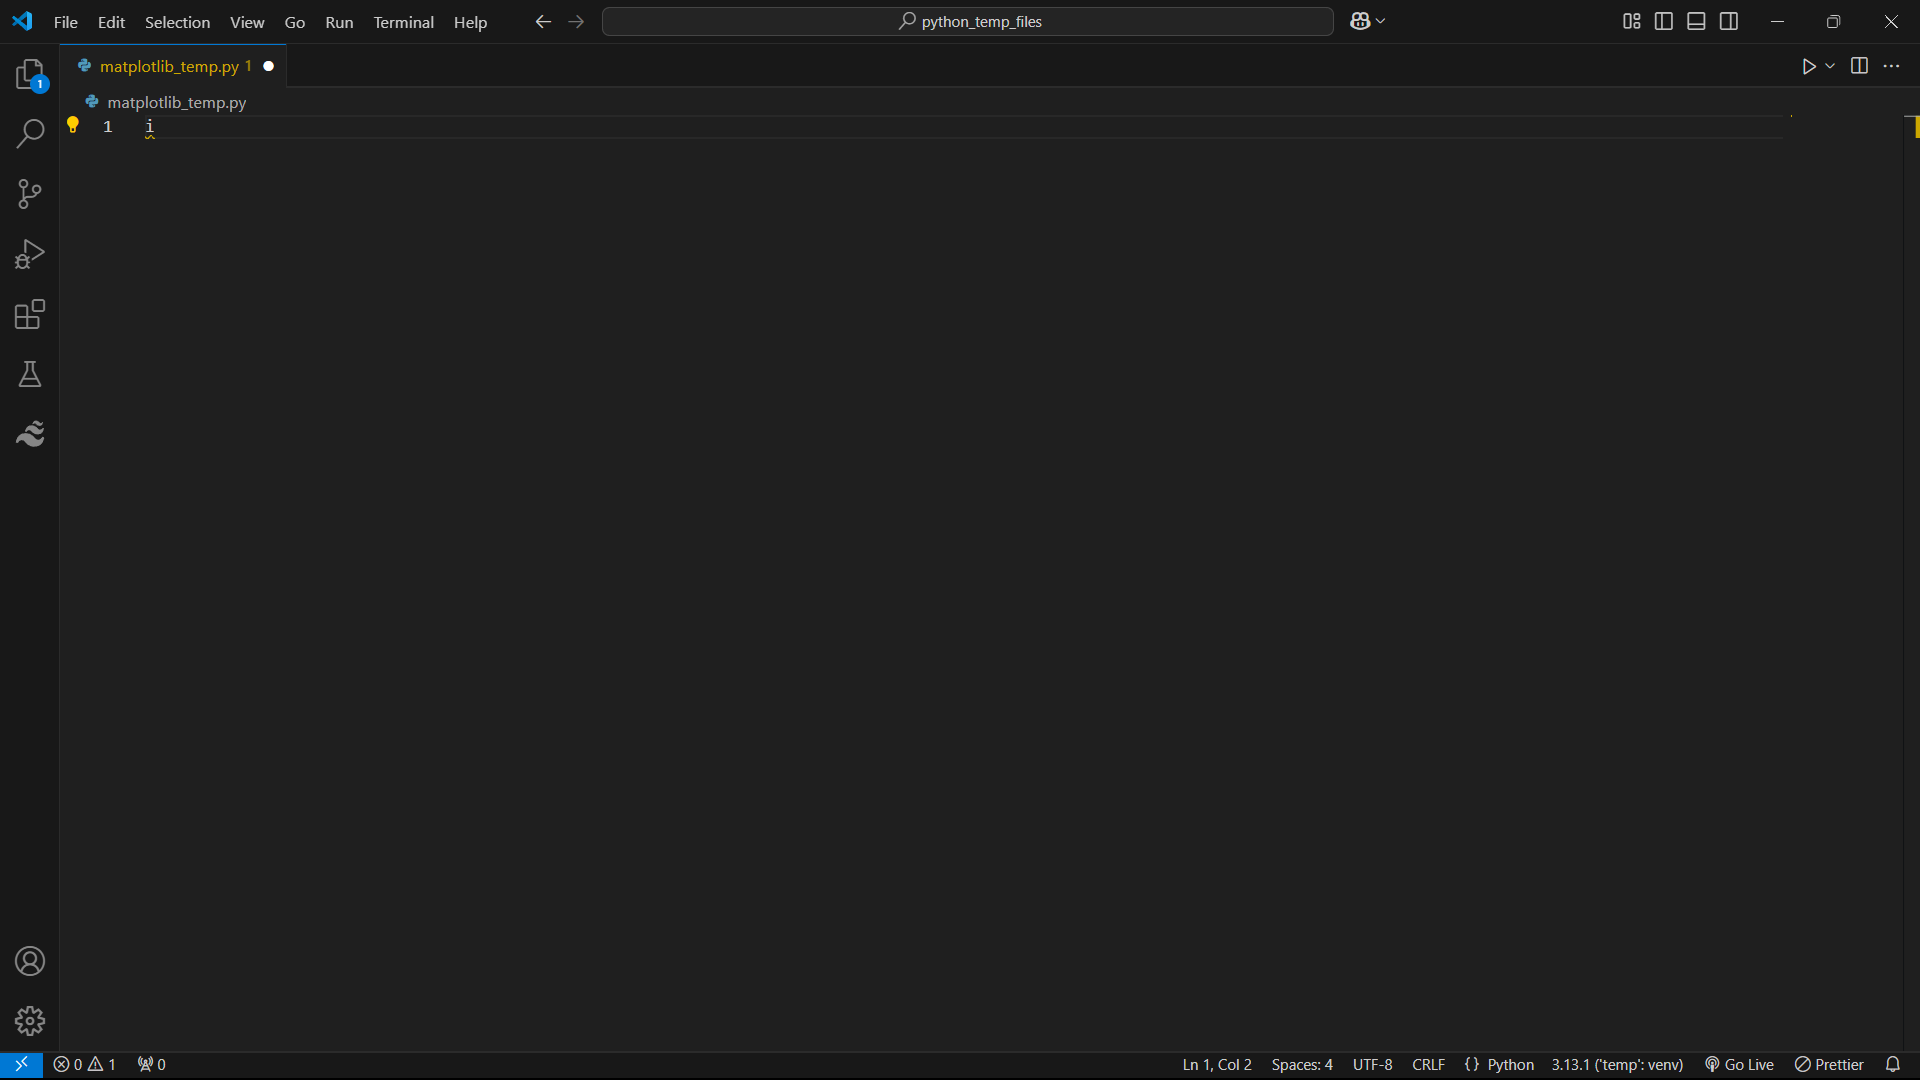 File Edit Selection View Go Run Terminal Help
python_temp_files
1
matplotlib_temp.py 1
matplotlib_temp.py
1 i
0 1 0
Ln 1, Col 2 Spaces: 4 UTF-8 CRLF {} Python 3.13.1 ('temp': venv) Go Live Prettier